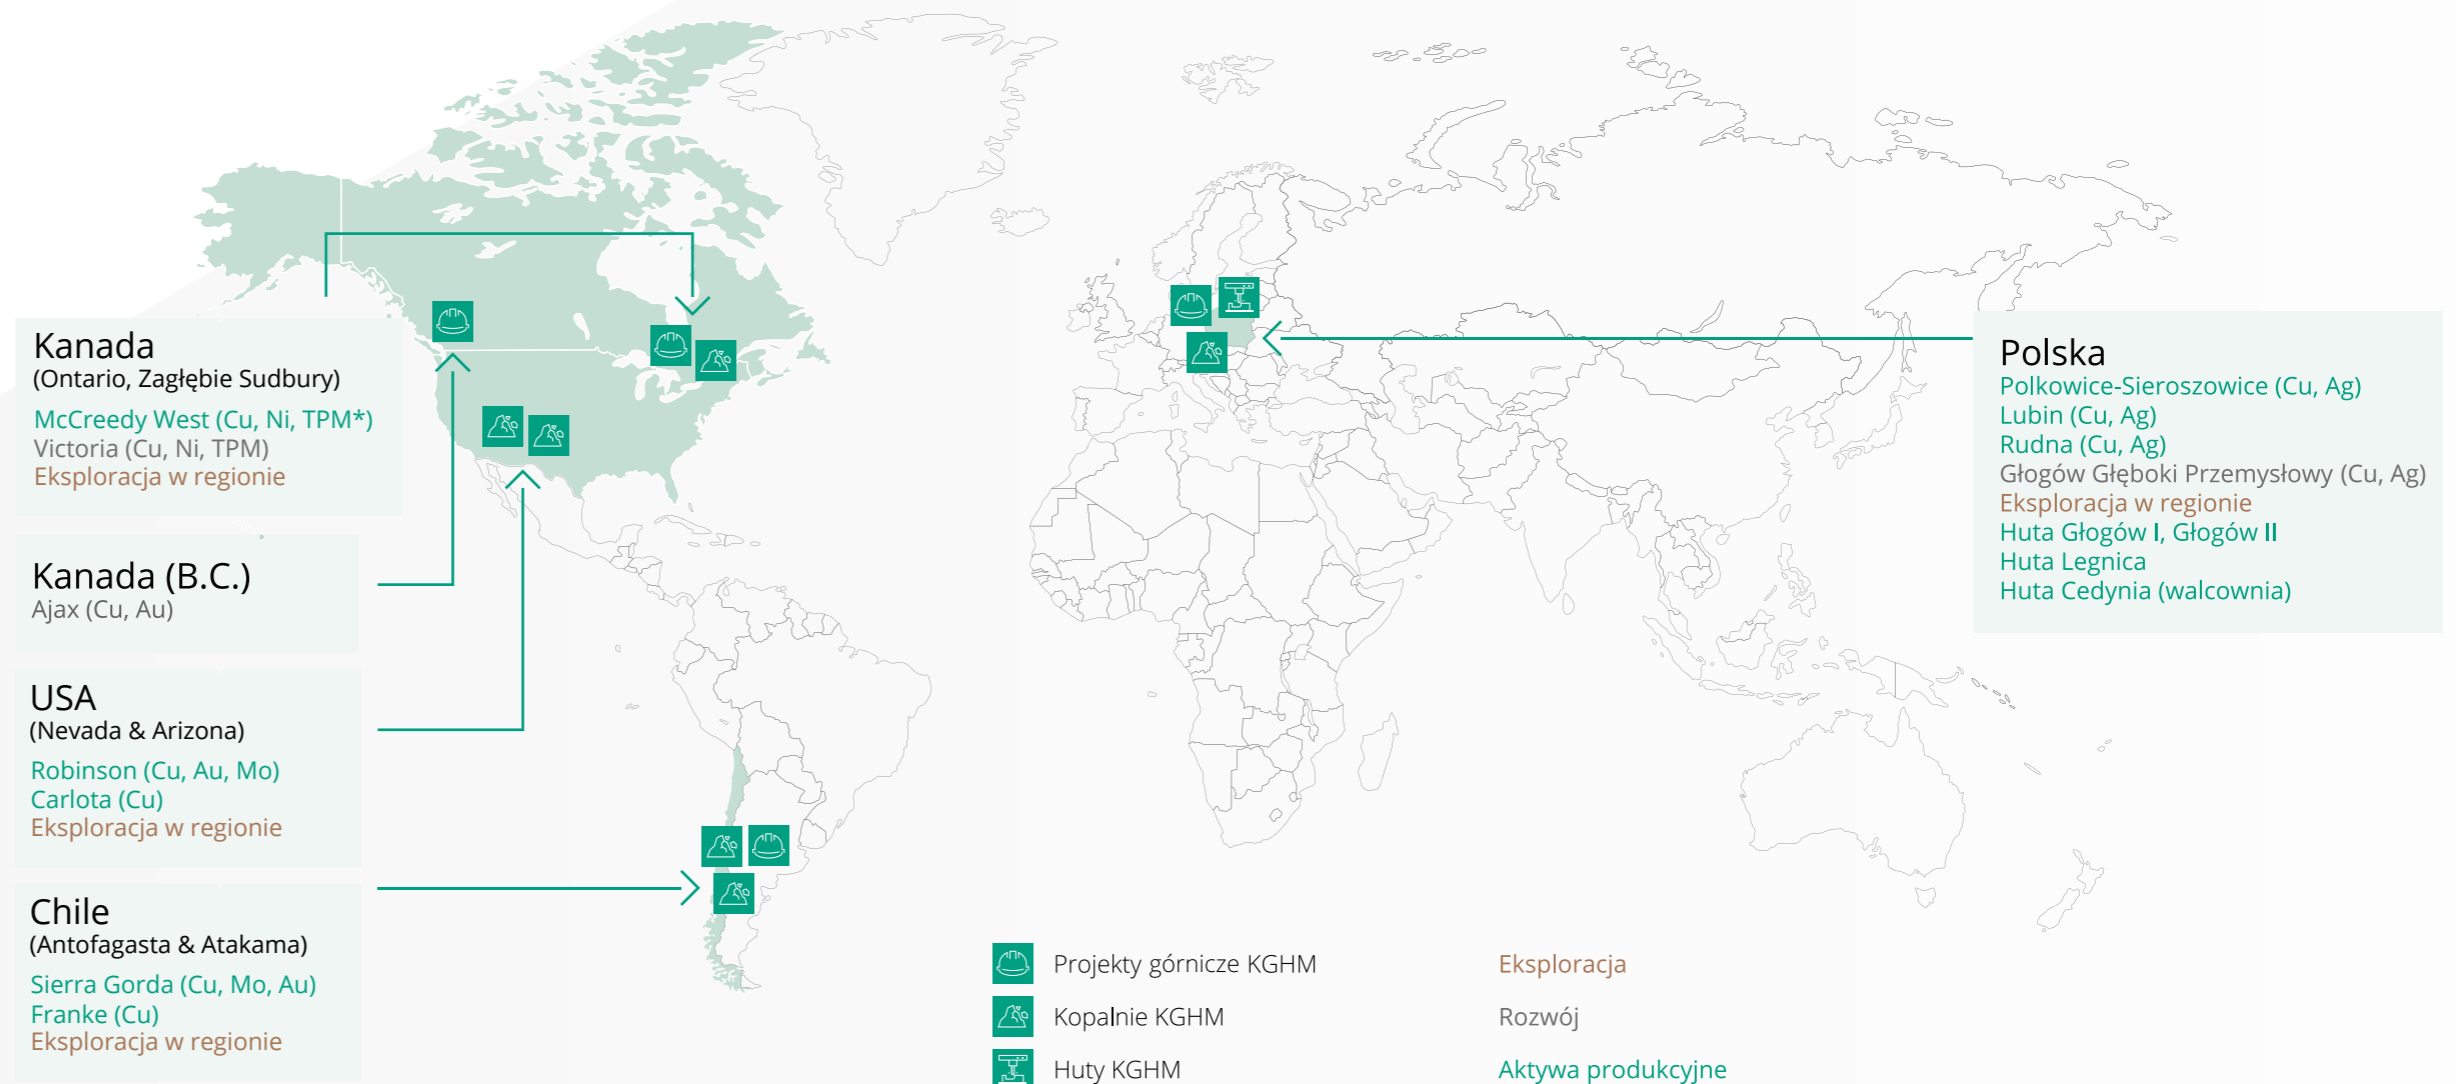 Kanada
(Ontario, Zagłębie Sudbury)
McCreedy West (Cu, Ni, TPM*)
Victoria (Cu, Ni, TPM)
Eksploracja w regionie
Kanada (B.C.)
Ajax (Cu, Au)
USA
(Nevada & Arizona)
Robinson (Cu, Au, Mo)
Carlota (Cu)
Eksploracja w regionie
Chile
(Antofagasta & Atakama)
Sierra Gorda (Cu, Mo, Au)
Franke (Cu)
Eksploracja w regionie
Polska
Polkowice-Sieroszowice (Cu, Ag)
Lubin (Cu, Ag)
Rudna (Cu, Ag)
Głogów Głęboki Przemysłowy (Cu, Ag)
Eksploracja w regionie
Huta Głogów I, Głogów II
Huta Legnica
Huta Cedynia (walcownia)
Projekty górnicze KGHM
Kopalnie KGHM
Huty KGHM
Eksploracja
Rozwój
Aktywa produkcyjne